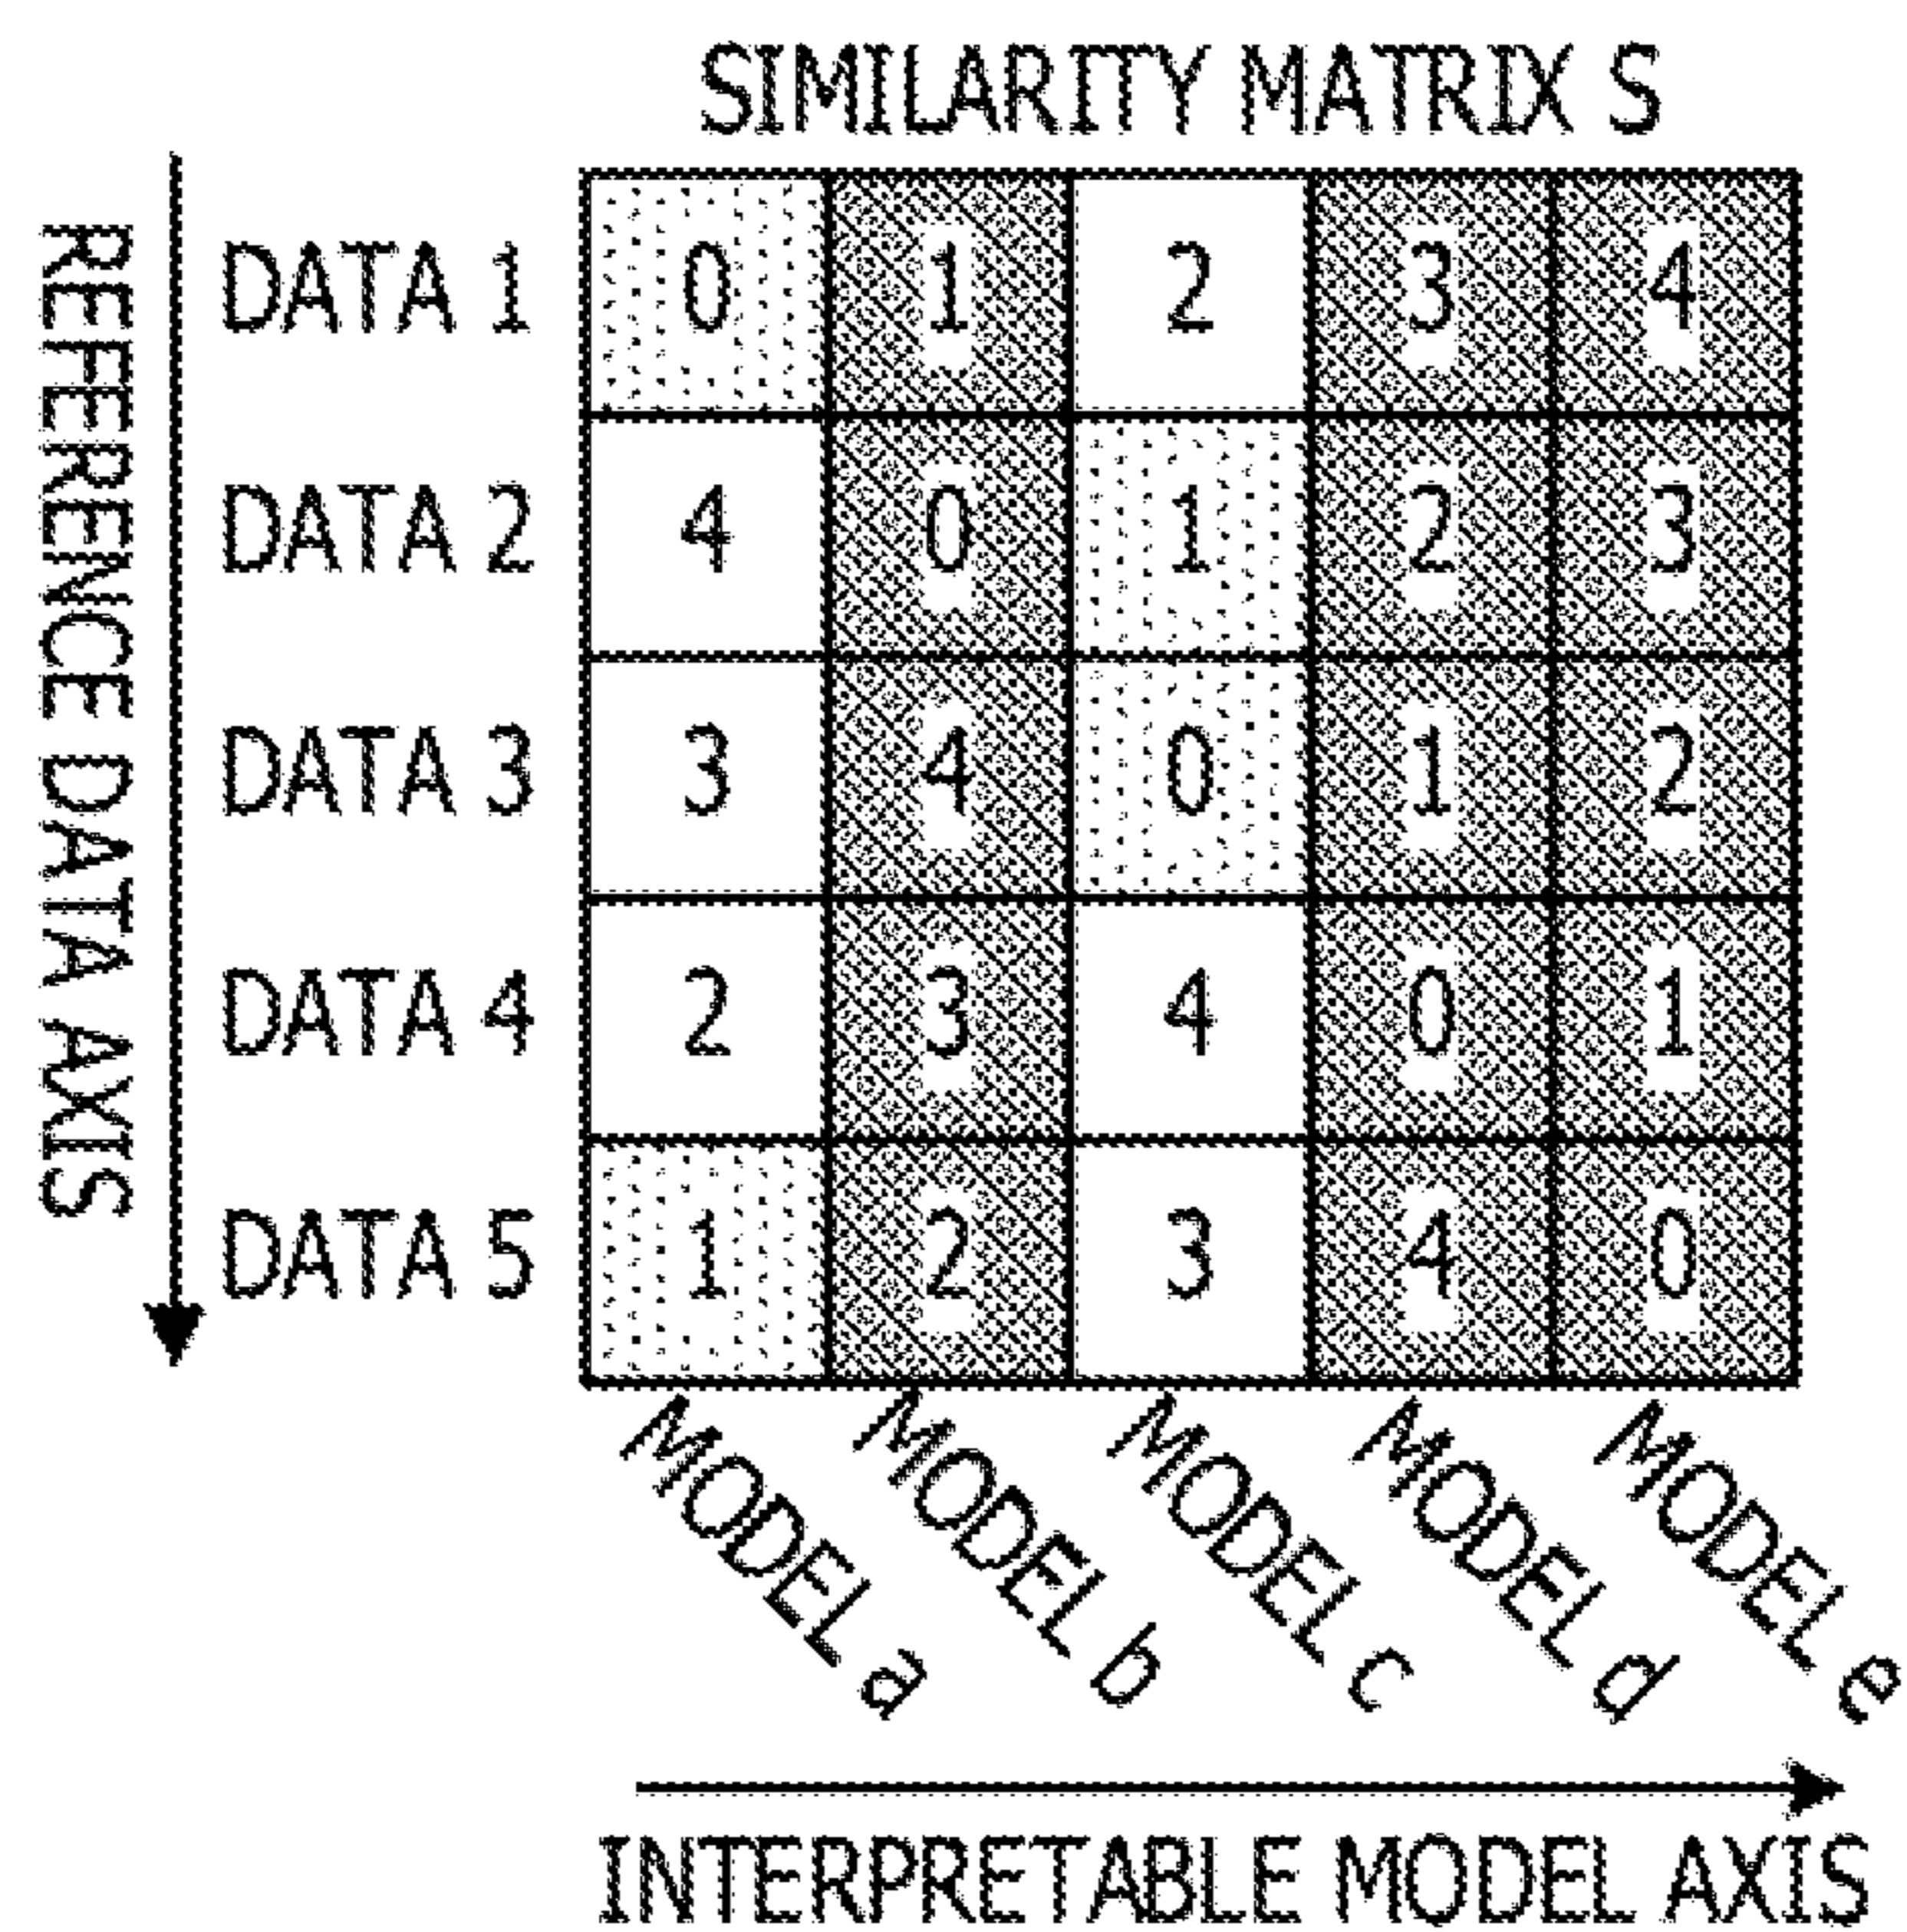 SIMILARITY MATRIX S
REFERENCE DATA AXIS
DATA 1 0 1 2 3 4
DATA 2 4 0 1 2 3
DATA 3 3 4 0 1 2
DATA 4 2 3 4 0 1
DATA 5 1 2 3 4 0
MODEL a
MODEL b
MODEL c
MODEL d
MODEL e
INTERPRETABLE MODEL AXIS